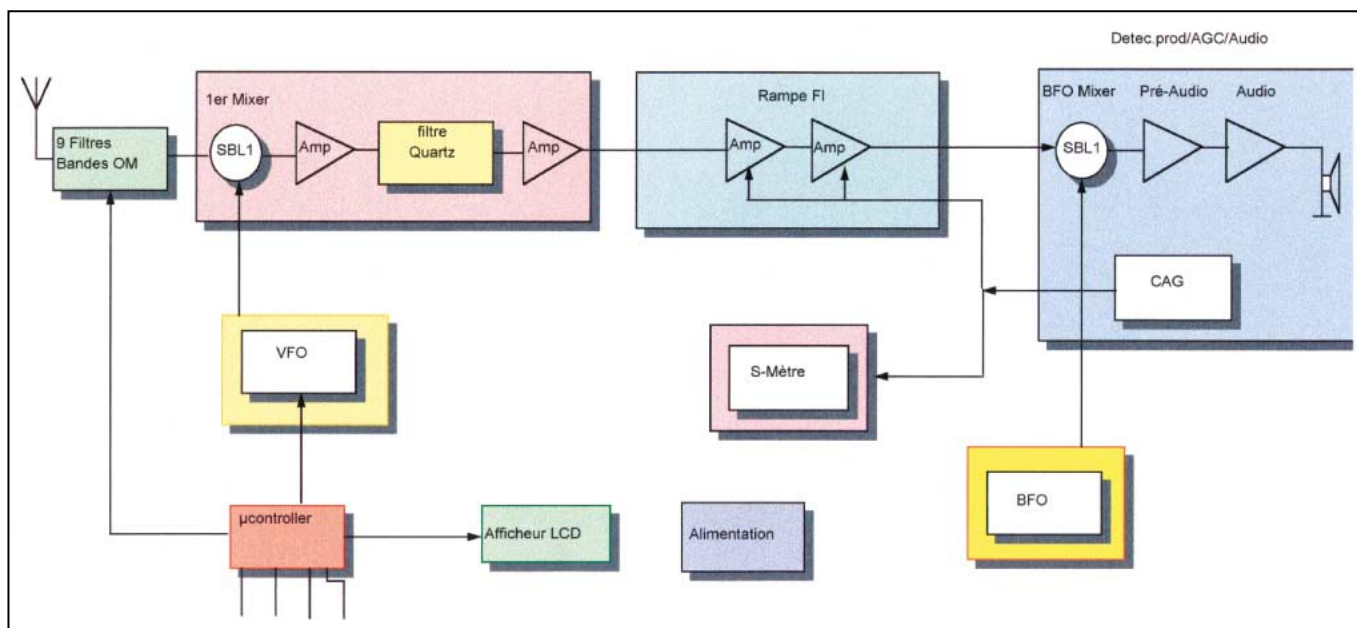 Detec.prod/AGC/Audio
1er Mixer
Rampe FI
BFO Mixer
Pré-Audio
Audio
9 Filtres
Bandes OM
SBL1
Amp
filtre
Quartz
Amp
Amp
Amp
SBL1
CAG
VFO
S-Mètre
BFO
µcontroller
Afficheur LCD
Alimentation